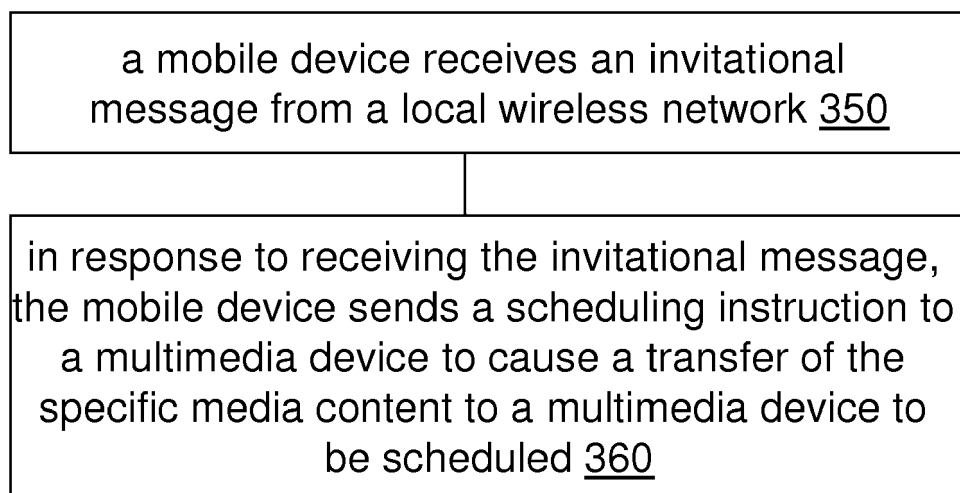 a mobile device receives an invitational
message from a local wireless network 350
in response to receiving the invitational message,
the mobile device sends a scheduling instruction to
a multimedia device to cause a transfer of the
specific media content to a multimedia device to
be scheduled 360